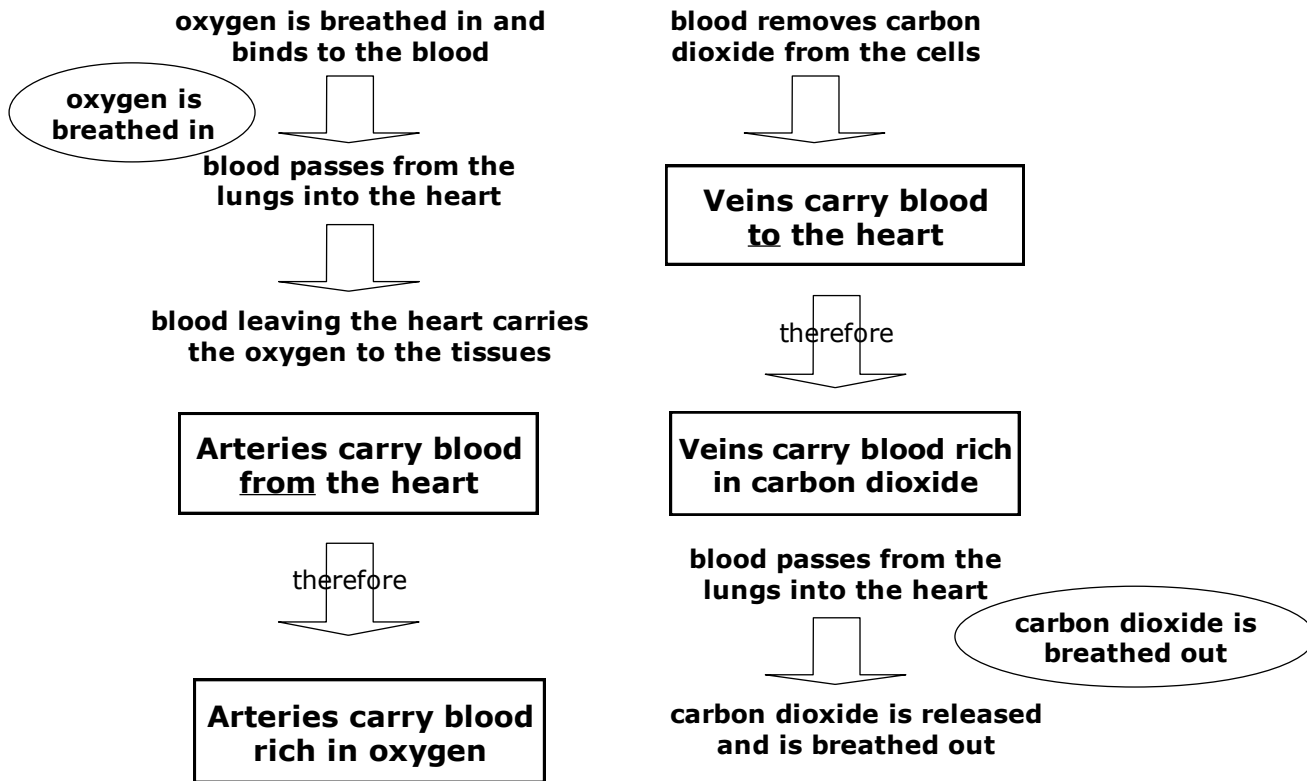 oxygen is breathed in and
binds to the blood
oxygen is
breathed in
blood passes from the
lungs into the heart
blood leaving the heart carries
the oxygen to the tissues
Arteries carry blood
from the heart
therefore
Arteries carry blood
rich in oxygen
blood removes carbon
dioxide from the cells
Veins carry blood
to the heart
therefore
Veins carry blood rich
in carbon dioxide
blood passes from the
lungs into the heart
carbon dioxide is
breathed out
carbon dioxide is released
and is breathed out